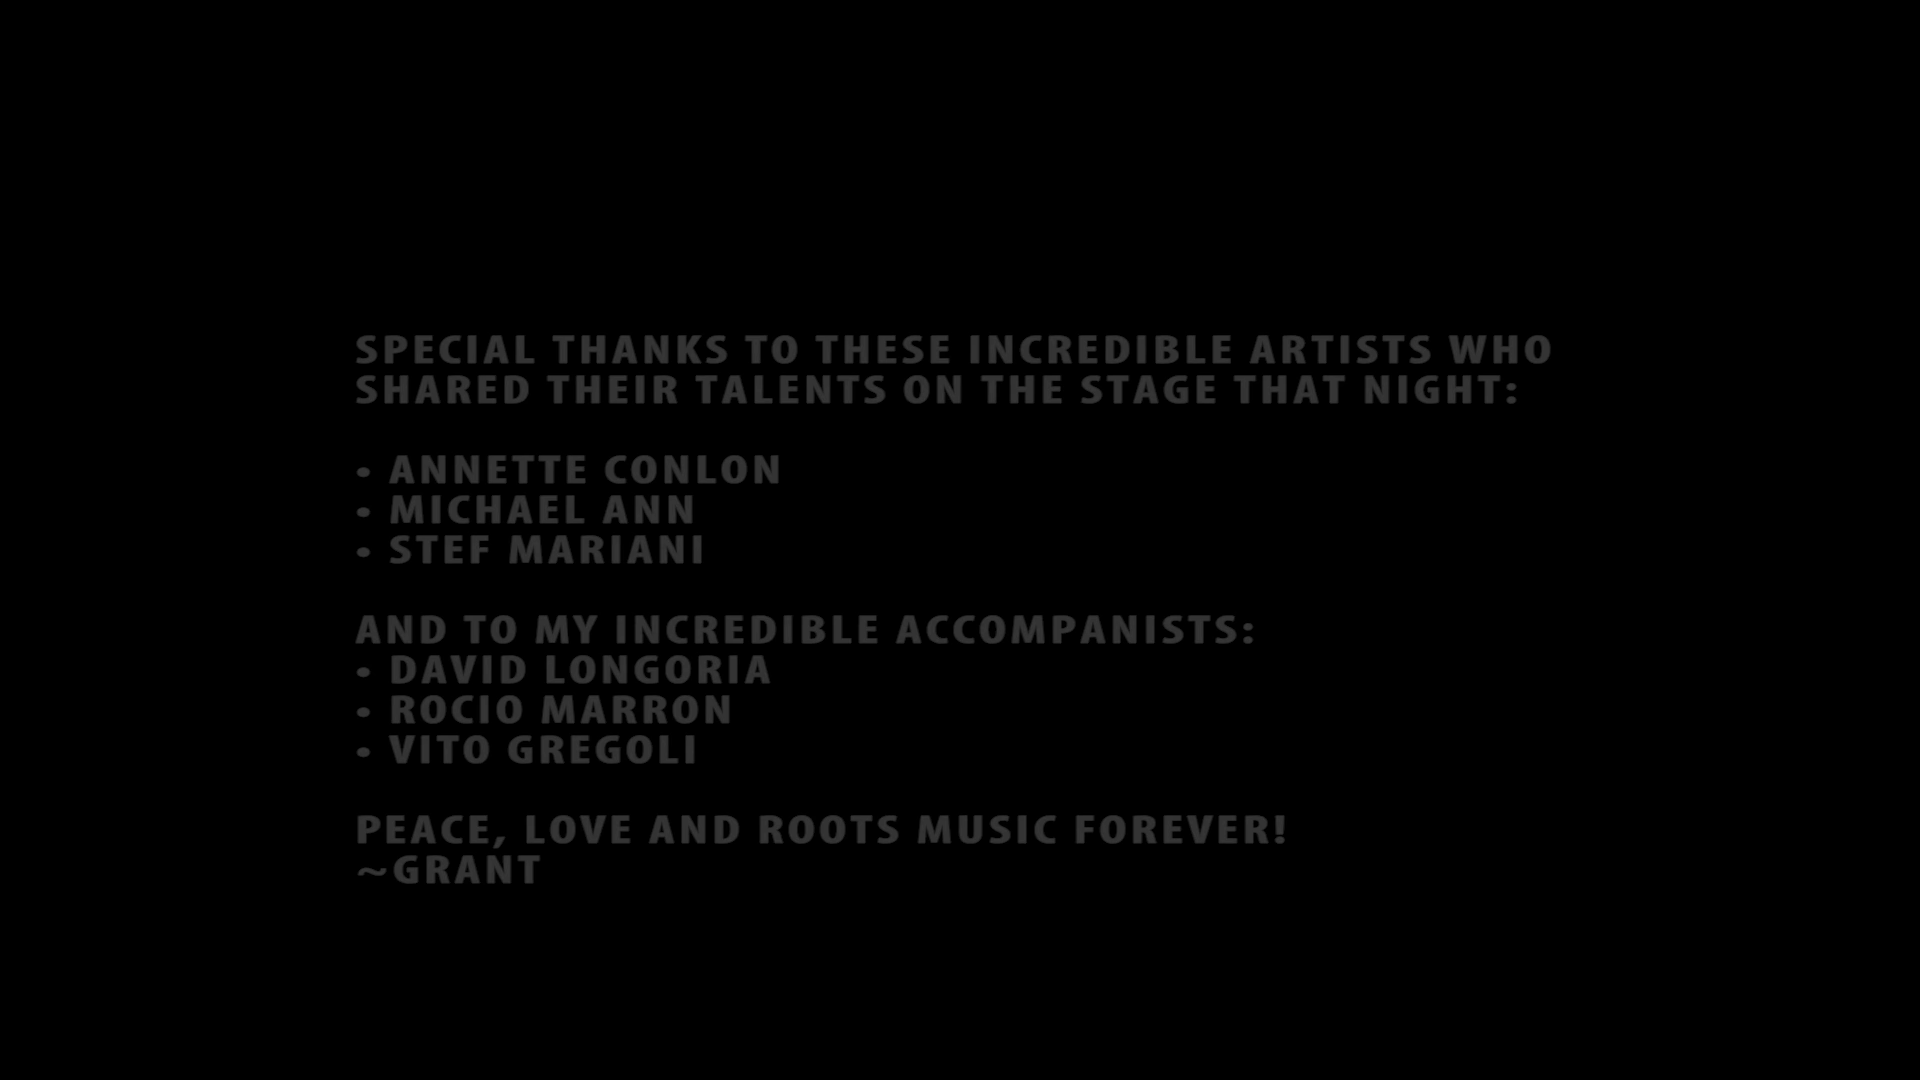 SPECIAL THANKS TO THESE INCREDIBLE ARTISTS WHO
SHARED THEIR TALENTS ON THE STAGE THAT NIGHT:
• ANNETTE CONLON
• MICHAEL ANN
• STEF MARIANI
AND TO MY INCREDIBLE ACCOMPANISTS:
• DAVID LONGORIA
• ROCIO MARRON
• VITO GREGOLI
PEACE, LOVE AND ROOTS MUSIC FOREVER!
~GRANT